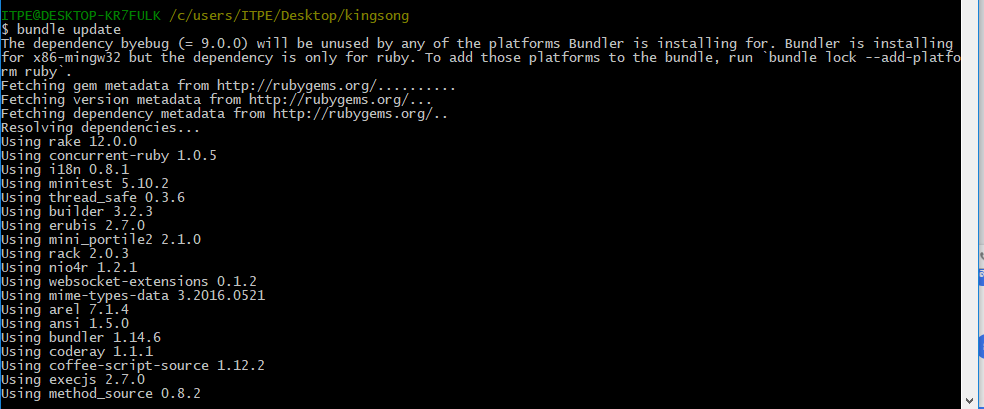 ITPE@DESKTOP-KR7FULK /c/users/ITPE/Desktop/kingsong
$ bundle update
The dependency byebug (= 9.0.0) will be unused by any of the platforms Bundler is installing for. Bundler is installing
for x86-mingw32 but the dependency is only for ruby. To add those platforms to the bundle, run `bundle lock --add-platfo
rm ruby`.
Fetching gem metadata from http://rubygems.org/..........
Fetching version metadata from http://rubygems.org/...
Fetching dependency metadata from http://rubygems.org/..
Resolving dependencies...
Using rake 12.0.0
Using concurrent-ruby 1.0.5
Using i18n 0.8.1
Using minitest 5.10.2
Using thread_safe 0.3.6
Using builder 3.2.3
Using erubis 2.7.0
Using mini_portile2 2.1.0
Using rack 2.0.3
Using nio4r 1.2.1
Using websocket-extensions 0.1.2
Using mime-types-data 3.2016.0521
Using arel 7.1.4
Using ansi 1.5.0
Using bundler 1.14.6
Using coderay 1.1.1
Using coffee-script-source 1.12.2
Using execjs 2.7.0
Using method_source 0.8.2